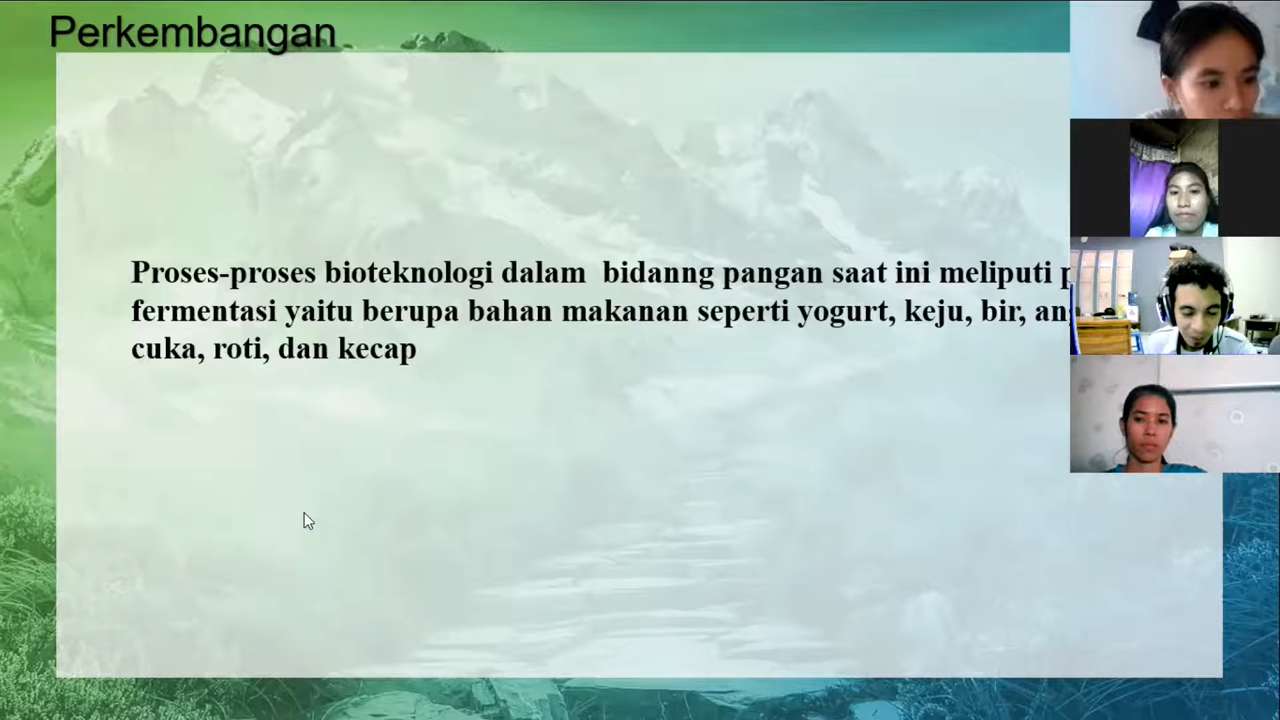 Perkembangan
Proses-proses bioteknologi dalam bidanng pangan saat ini meliputi
fermentasi yaitu berupa bahan makanan seperti yogurt, keju, bir,
cuka, roti, dan kecap